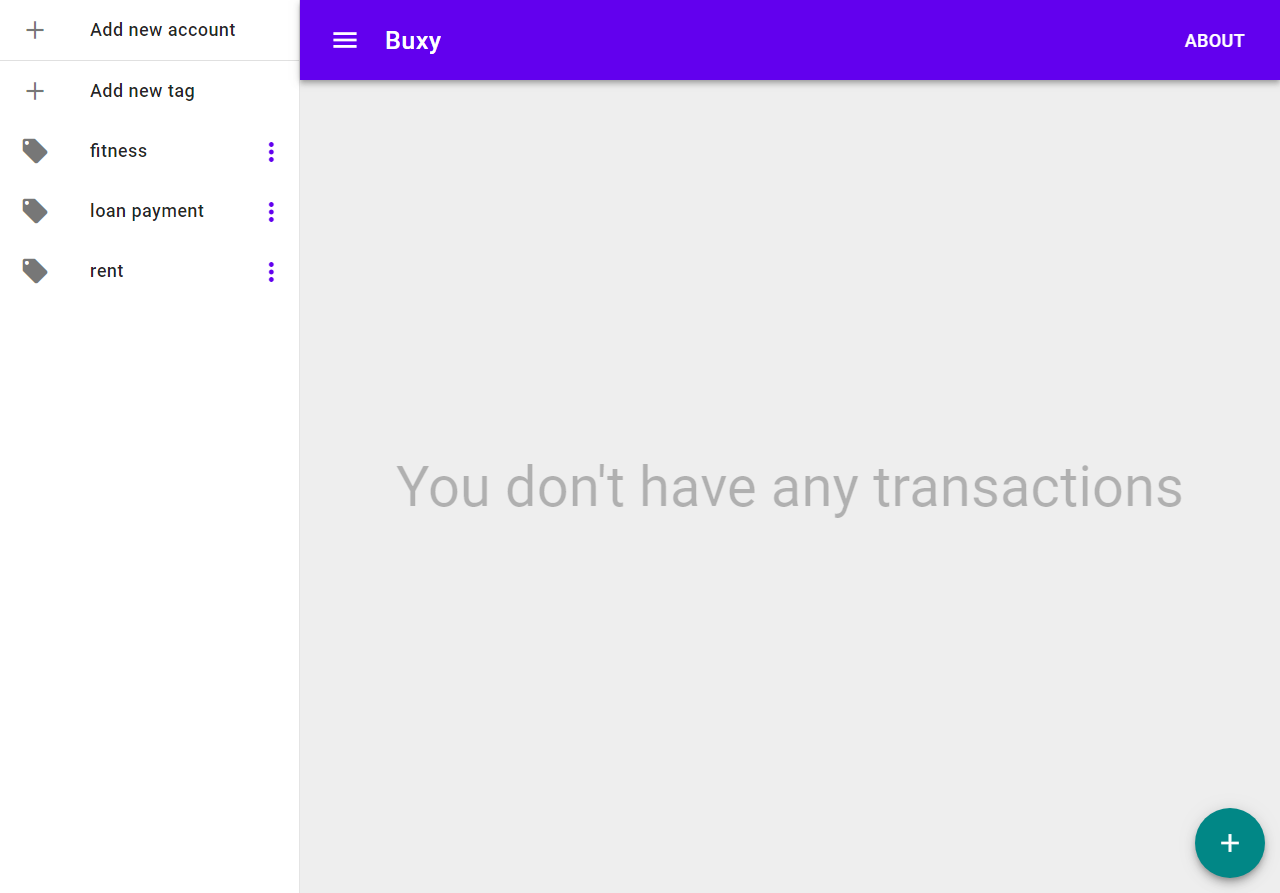 Add new account
Buxy
ABOUT
Add new tag
fitness
loan payment
rent
You don't have any transactions